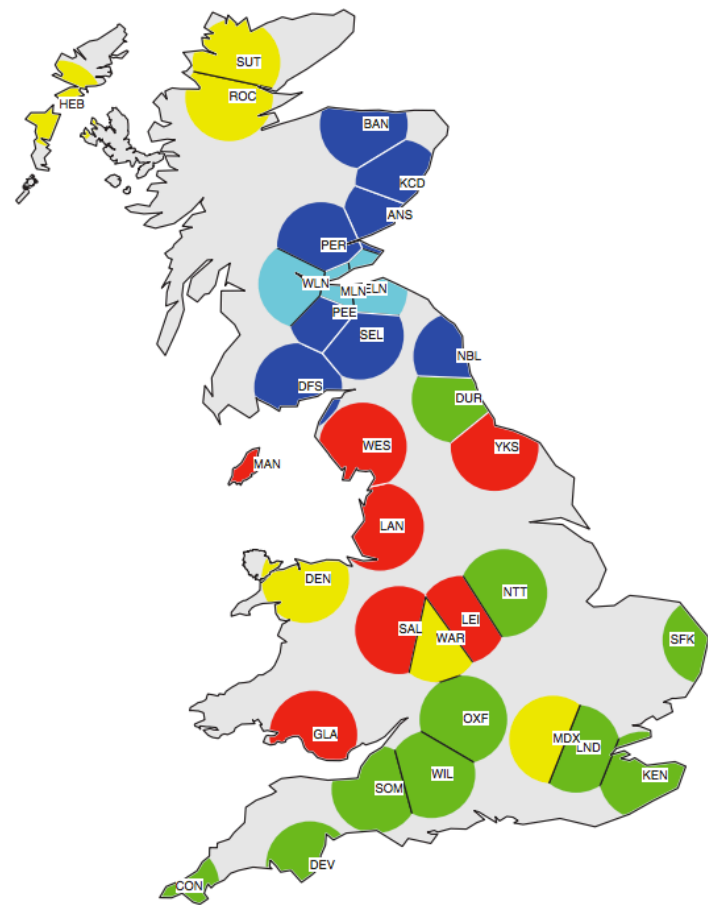 SUT
HEB
ROC
BAN
KCD
ANS
PER
WLN
MLN
ELN
PEE
SEL
NBL
DFS
DUR
WES
YKS
MAN
LAN
DEN
NTT
LEI
SAL
WAR
SFK
OXF
GLA
MDX
LND
WIL
KEN
SOM
DEV
CON